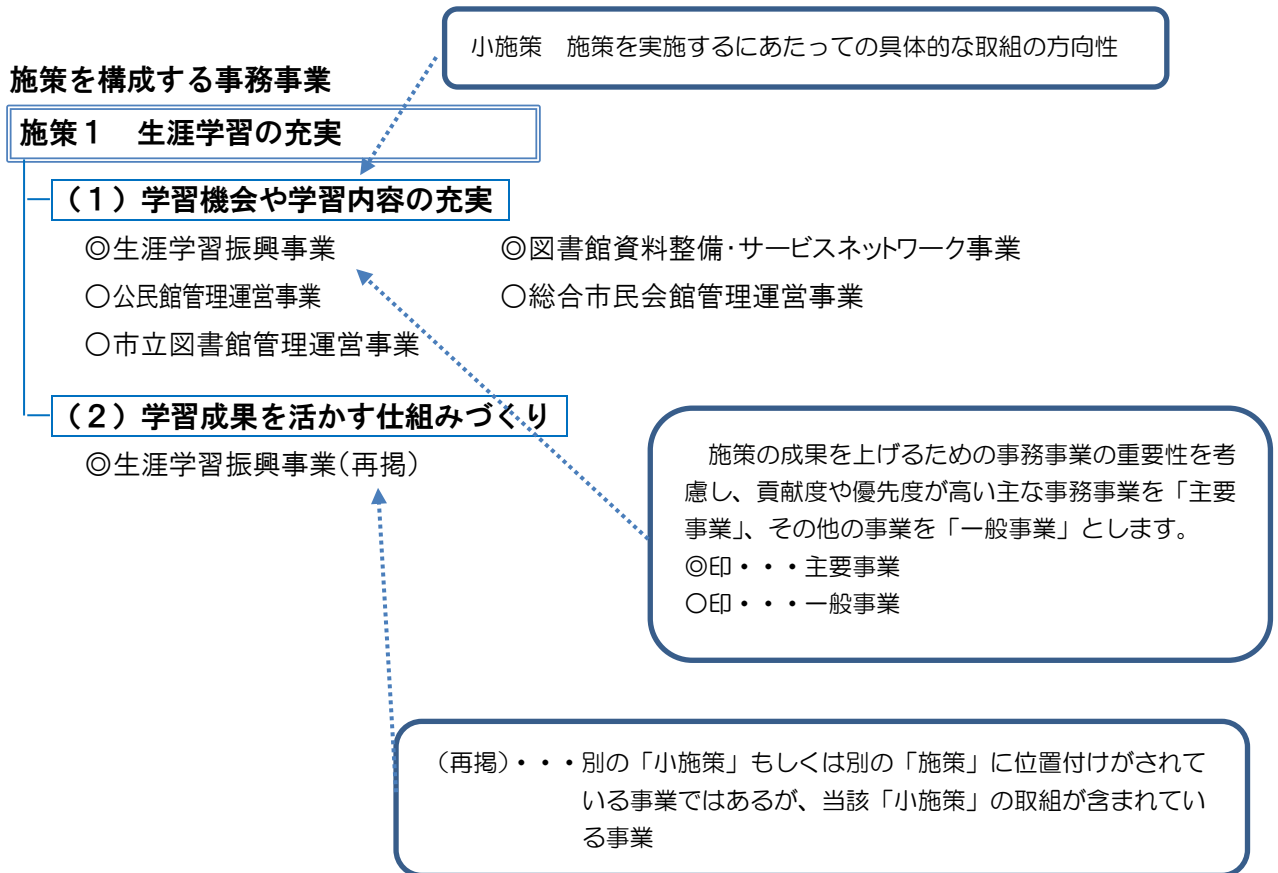 小施策　施策を実施するにあたっての具体的な取組の方向性
施策を構成する事務事業
施策１　生涯学習の充実
（１）学習機会や学習内容の充実
◎生涯学習振興事業　◎図書館資料整備・サービスネットワーク事業
〇公民館管理運営事業　〇総合市民会館管理運営事業
〇市立図書館管理運営事業
（２）学習成果を活かす仕組みづくり
◎生涯学習振興事業（再掲）
施策の成果を上げるための事務事業の重要性を考
慮し、貢献度や優先度が高い主な事務事業を「主要
事業」、その他の事業を「一般事業」とします。
◎印・・・主要事業
〇印・・・一般事業
（再掲）・・・別の「小施策」もしくは別の「施策」に位置付けがされて
いる事業ではあるが、当該「小施策」の取組が含まれてい
る事業